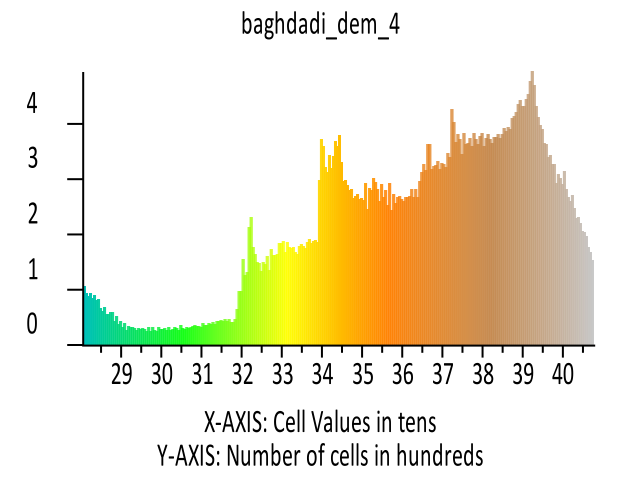 baghdadi_dem_4
4
3
2
1
0
29 30 31 32 33 34 35 36 37 38 39 40
X-AXIS: Cell Values in tens
Y-AXIS: Number of cells in hundreds